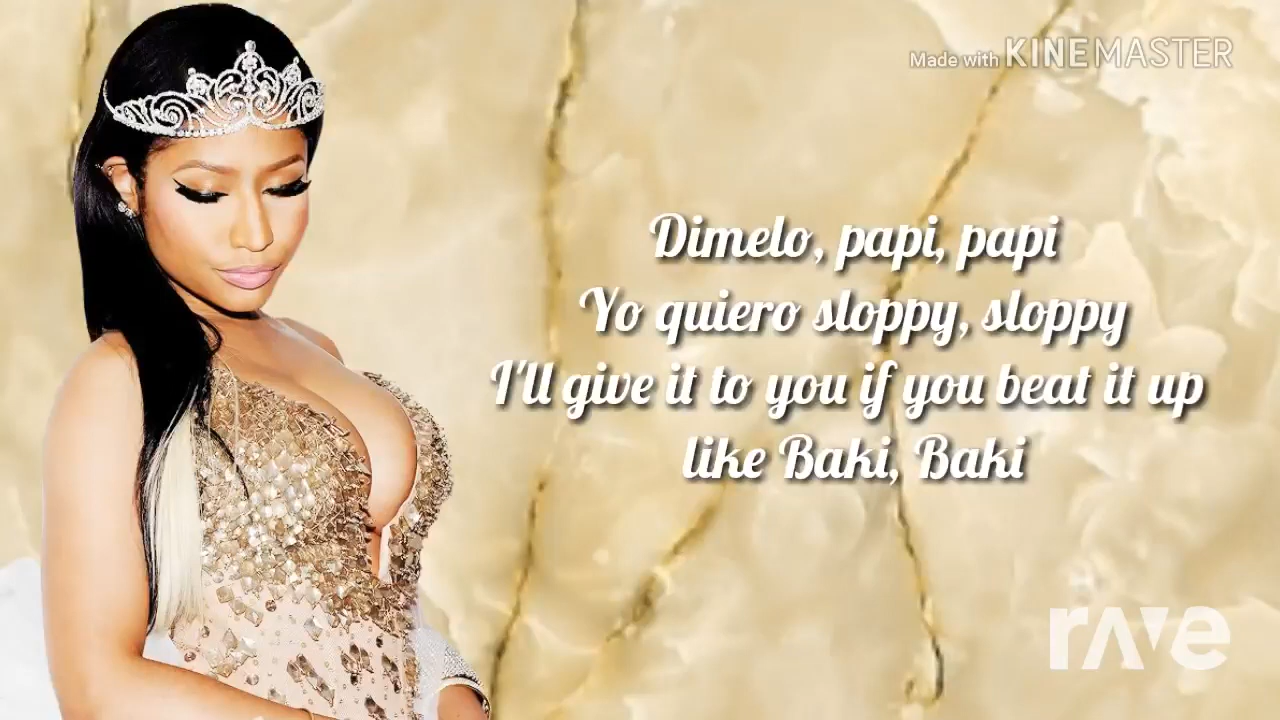 Made with KINEMASTER
Dimelo, papi, papi
Yo quiero sloppy, sloppy
I'll give it to you if you beat it up
like Baki, Baki
rave